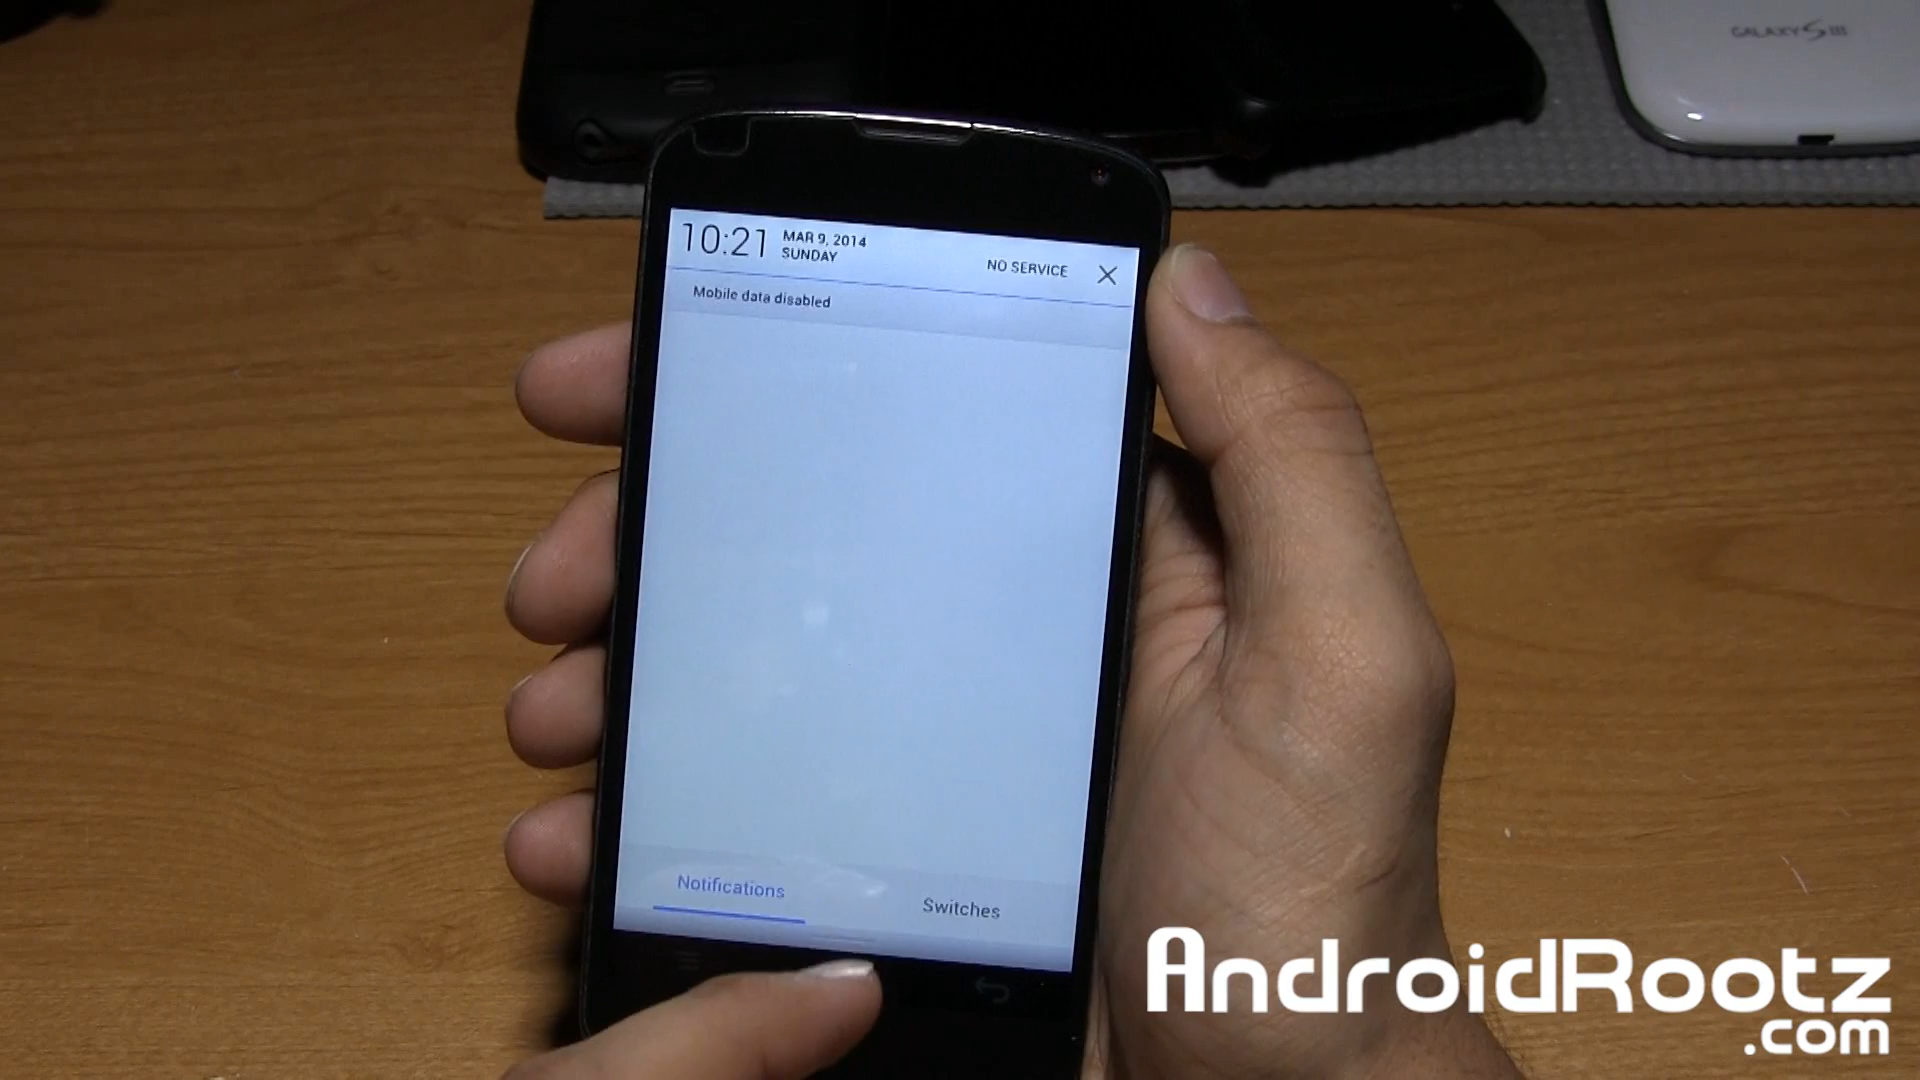 GALAXY S III
10:21
MAR 9, 2014
SUNDAY
NO SERVICE
Mobile data disabled
Notifications
Switches
AndroidRootz
.com